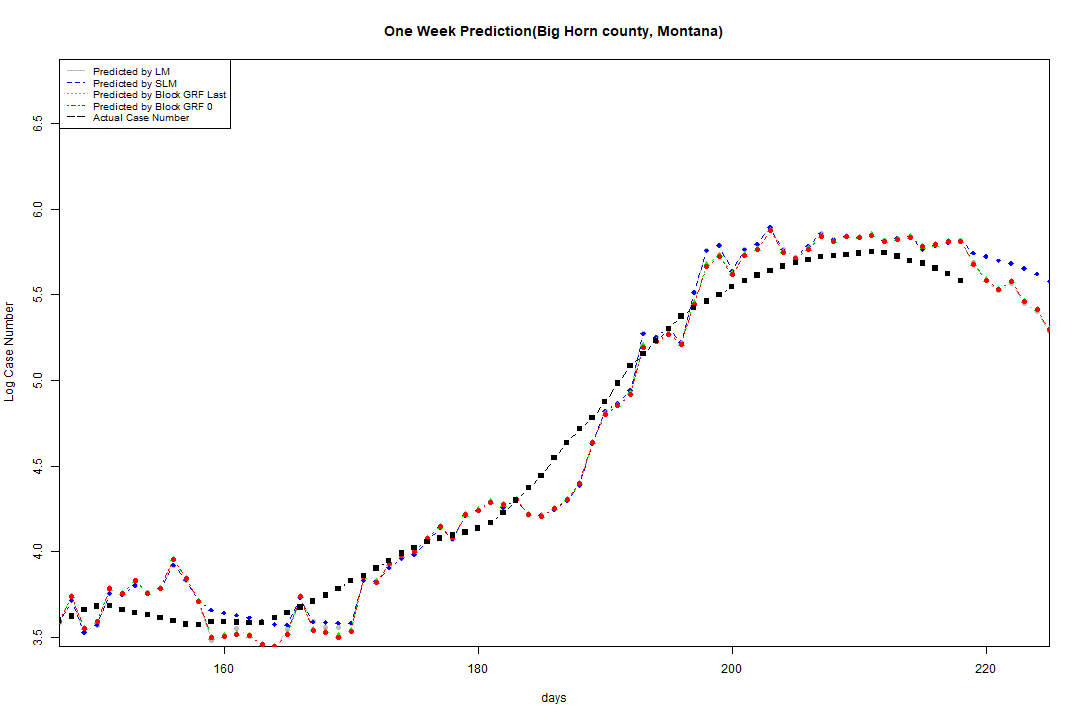 One Week Prediction(Big Horn county, Montana)
Predicted by LM
Predicted by SLM
Predicted by Block GRF Last
Predicted by Block GRF 0
Actual Case Number
6.5
6.0
5.5
5.0
4.5
4.0
3.5
Log Case Number
160 180 200 220
days